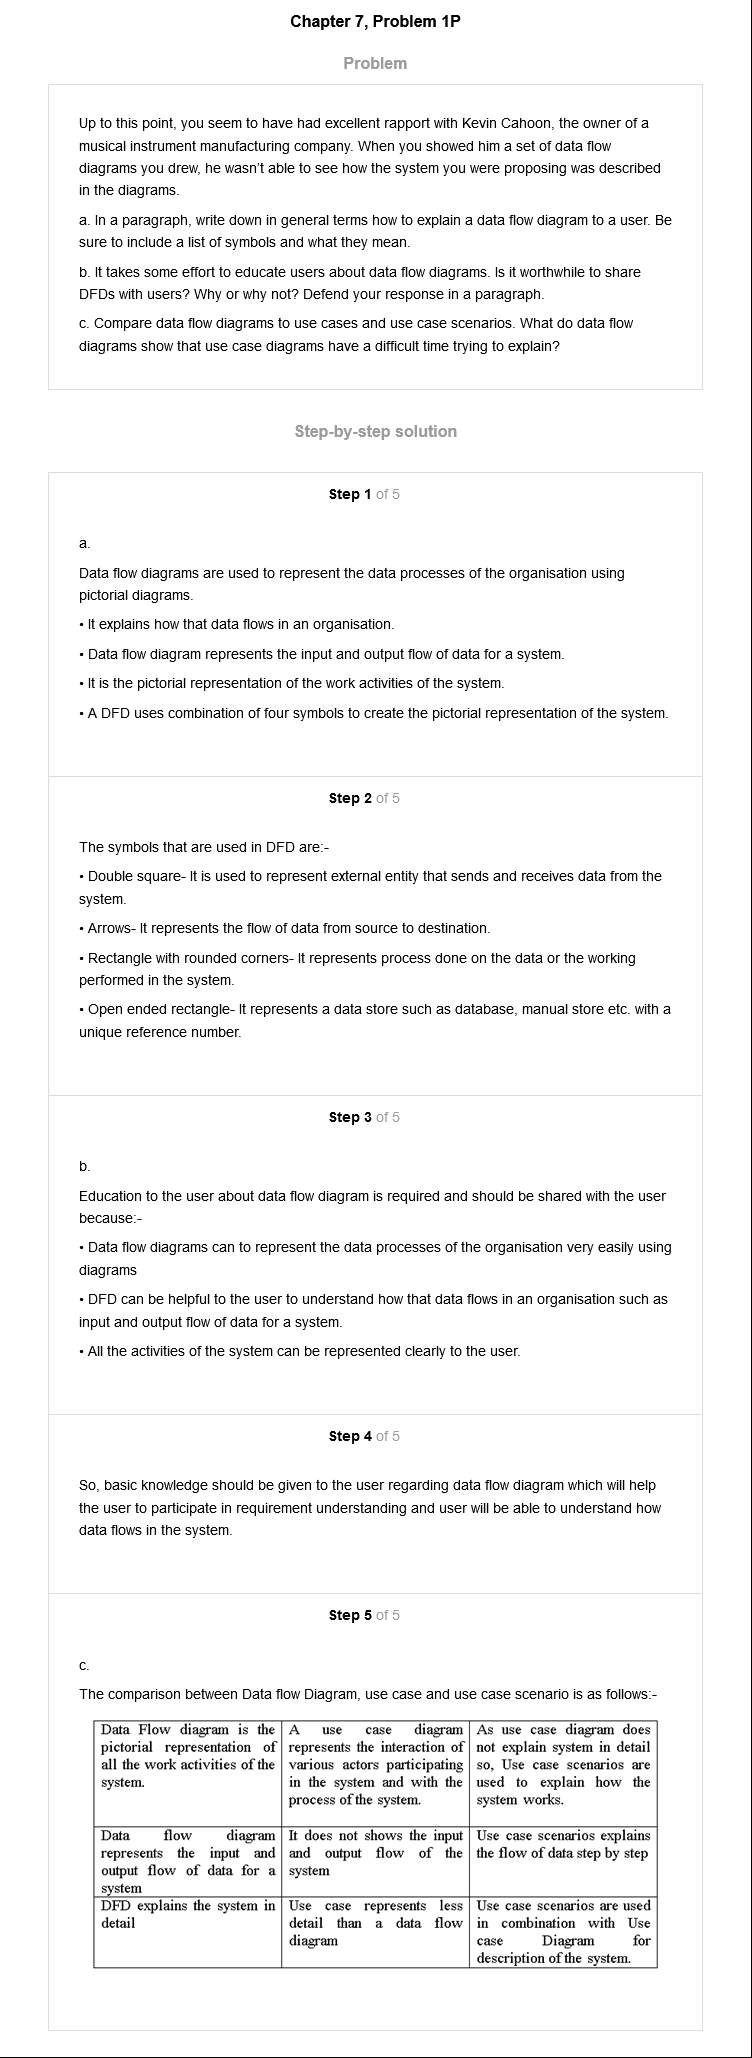 Chapter 7, Problem 1P
Problem
Up to this point, you seem to have had excellent rapport with Kevin Cahoon, the owner of a
musical instrument manufacturing company. When you showed him a set of data flow
diagrams you drew, he wasn't able to see how the system you were proposing was described
in the diagrams.
a. In a paragraph, write down in general terms how to explain a data flow diagram to a user. Be
sure to include a list of symbols and what they mean.
b. It takes some effort to educate users about data flow diagrams. Is it worthwhile to share
DFDs with users? Why or why not? Defend your response in a paragraph.
c. Compare data flow diagrams to use cases and use case scenarios. What do data flow
diagrams show that use case diagrams have a difficult time trying to explain?
Step-by-step solution
Step 1 of 5
a.
Data flow diagrams are used to represent the data processes of the organisation using
pictorial diagrams.
• It explains how that data flows in an organisation.
• Data flow diagram represents the input and output flow of data for a system.
• It is the pictorial representation of the work activities of the system.
• A DFD uses combination of four symbols to create the pictorial representation of the system.
Step 2 of 5
The symbols that are used in DFD are:-
• Double square- It is used to represent external entity that sends and receives data from the
system.
• Arrows- It represents the flow of data from source to destination.
• Rectangle with rounded corners- It represents process done on the data or the working
performed in the system.
• Open ended rectangle- It represents a data store such as database, manual store etc. with a
unique reference number.
Step 3 of 5
b.
Education to the user about data flow diagram is required and should be shared with the user
because:-
• Data flow diagrams can to represent the data processes of the organisation very easily using
diagrams
• DFD can be helpful to the user to understand how that data flows in an organisation such as
input and output flow of data for a system.
• All the activities of the system can be represented clearly to the user.
Step 4 of 5
So, basic knowledge should be given to the user regarding data flow diagram which will help
the user to participate in requirement understanding and user will be able to understand how
data flows in the system.
Step 5 of 5
c.
The comparison between Data flow Diagram, use case and use case scenario is as follows:-
Data Flow diagram is the
pictorial representation of
all the work activities of the
system.
A use case diagram
represents the interaction of
various actors participating
in the system and with the
process of the system.
As use case diagram does
not explain system in detail
so, Use case scenarios are
used to explain how the
system works.
Data flow diagram
represents the input and
output flow of data for a
system
It does not shows the input
and output flow of the
system
Use case scenarios explains
the flow of data step by step
DFD explains the system in
detail
Use case represents less
detail than a data flow
diagram
Use case scenarios are used
in combination with Use
case Diagram for
description of the system.